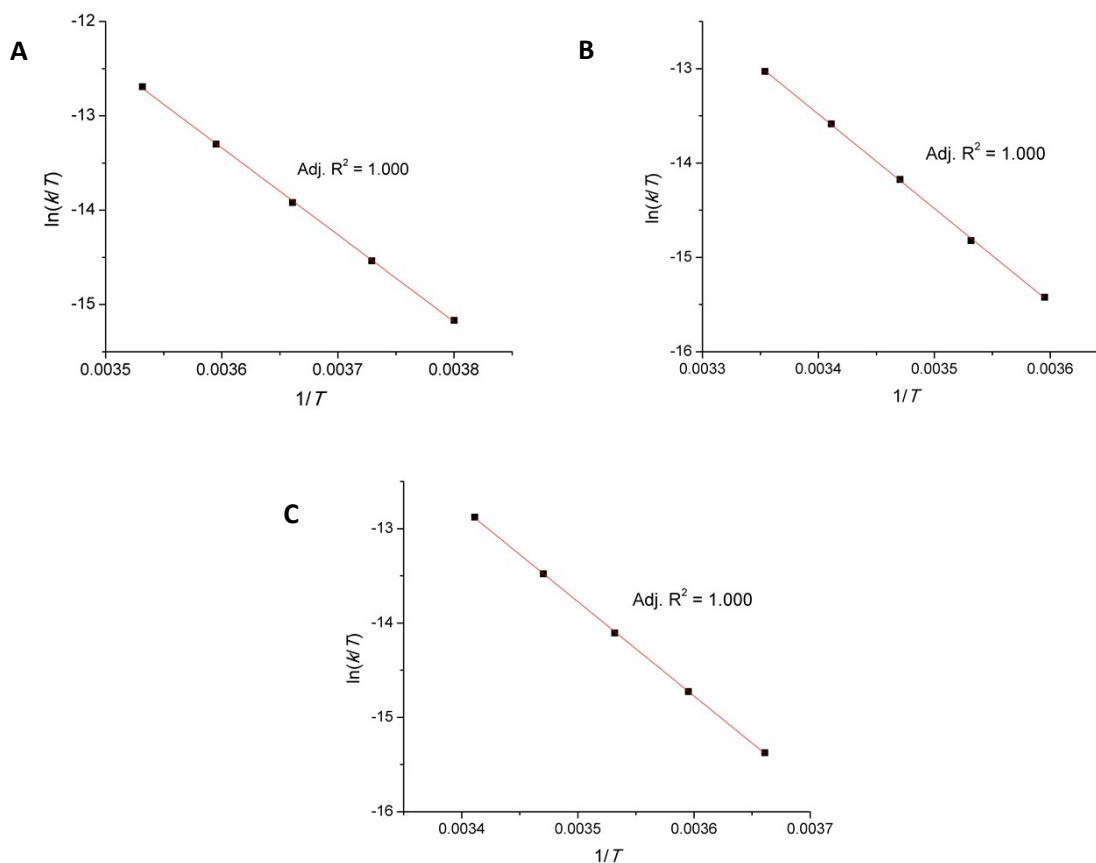 A
-12
-13
-14
-15
ln(k/T)
Adj. R² = 1.000
0.0035
0.0036
0.0037
0.0038
1/T
B
-13
-14
-15
-16
ln(k/T)
Adj. R² = 1.000
0.0033
0.0034
0.0035
0.0036
1/T
C
-13
-14
-15
-16
ln(k/T)
Adj. R² = 1.000
0.0034
0.0035
0.0036
0.0037
1/T